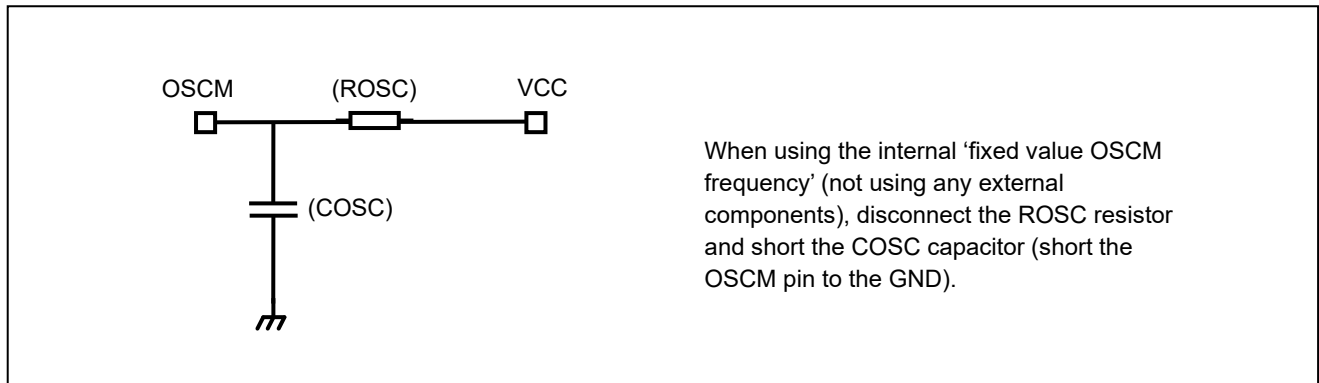 OSCM (ROSC) VCC
(COSC)
When using the internal ‘fixed value OSCM
frequency’ (not using any external
components), disconnect the ROSC resistor
and short the COSC capacitor (short the
OSCM pin to the GND).